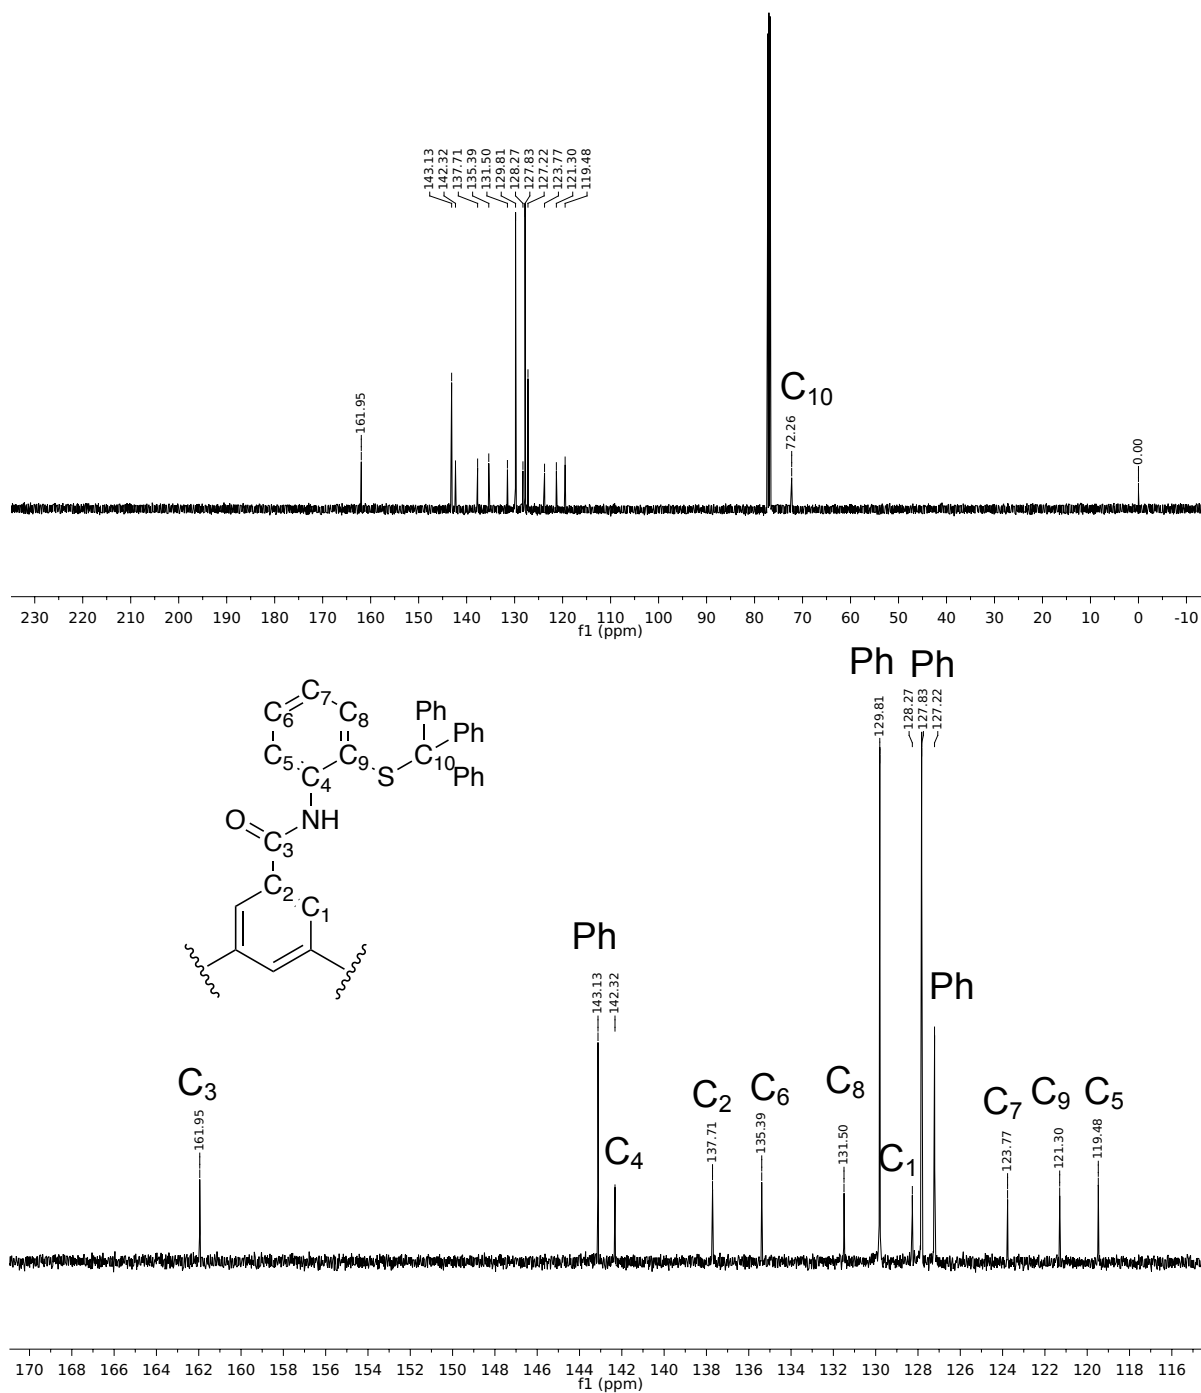 143.13
142.32
137.71
135.39
131.50
129.81
128.27
127.83
127.22
123.77
121.30
119.48
161.95
C10
72.26
0.00
230 220 210 200 190 180 170 160 150 140 130 120 110 100 90 80 70 60 50 40 30 20 10 0 -10
f1 (ppm)
Ph Ph
129.81
128.27
127.83
127.22
C7
C6 C8 Ph
Ph
C5 C9 C10 Ph
C4 S
O NH
C3
C2
C1
Ph
143.13
142.32
Ph
C3
161.95
C4
C2
137.71
C6
135.39
C8
131.50
C1
C7
123.77
C9
121.30
C5
119.48
170 168 166 164 162 160 158 156 154 152 150 148 146 144 142 140 138 136 134 132 130 128 126 124 122 120 118 116
f1 (ppm)